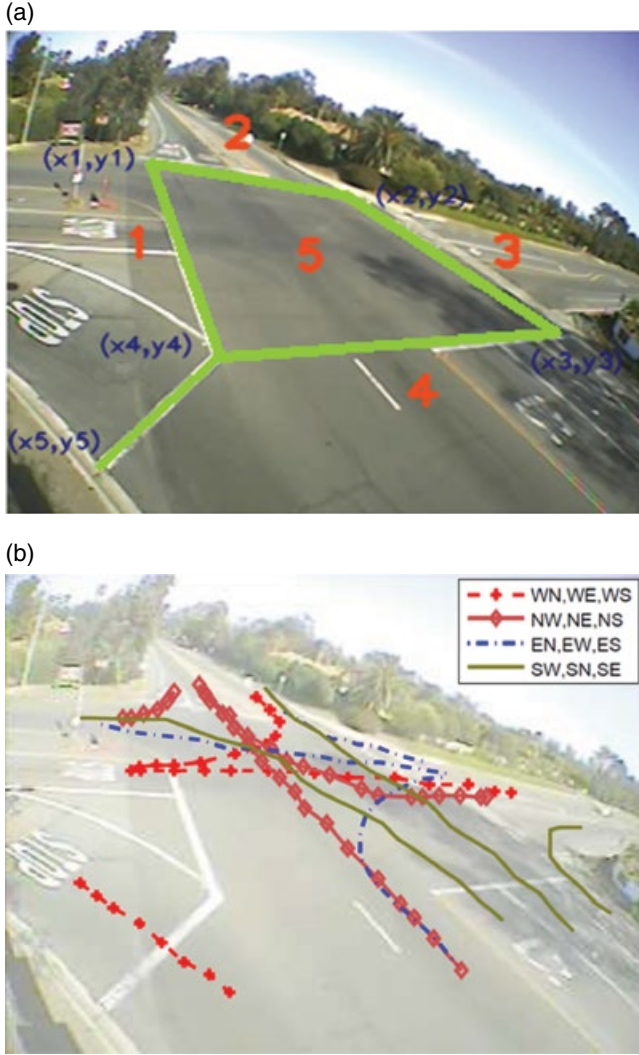 (a)
2
(x1,y1)
(x2,y2)
1
5
3
STOP
(x4,y4)
(x3,y3)
4
(x5,y5)
(b)
WN,WE,WS
NW,NE,NS
EN,EW,ES
SW,SN,SE
STOP